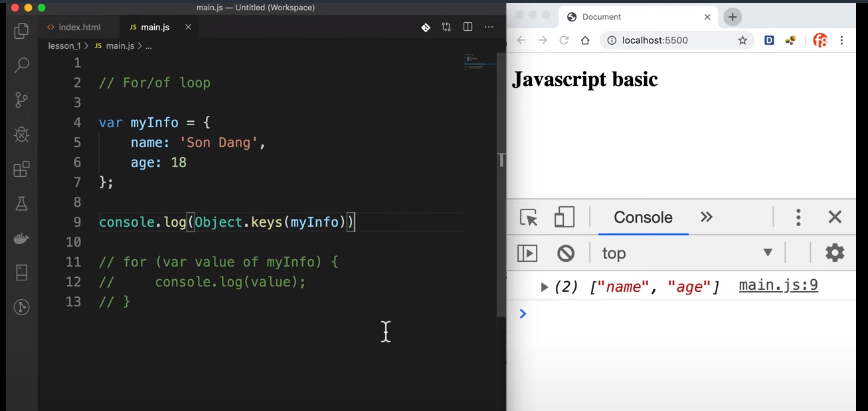 main.js — Untitled (Workspace)
index.html
JS main.js
lesson_1 > JS main.js > ...
1
2 // For/of loop
3
4 var myInfo = {
5 name: 'Son Dang',
6 age: 18
7 };
8
9 console.log(Object.keys(myInfo))
10
11 // for (var value of myInfo) {
12 // console.log(value);
13 // }
T
Document
localhost:5500
Javascript basic
Console
top
(2) ["name", "age"] main.js:9